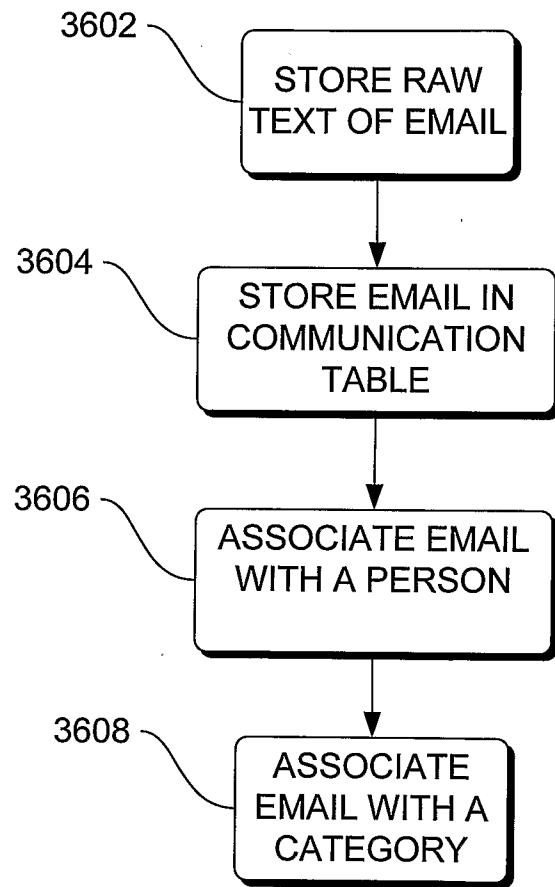 3602
STORE RAW
TEXT OF EMAIL
3604
STORE EMAIL IN
COMMUNICATION
TABLE
3606
ASSOCIATE EMAIL
WITH A PERSON
3608
ASSOCIATE
EMAIL WITH A
CATEGORY